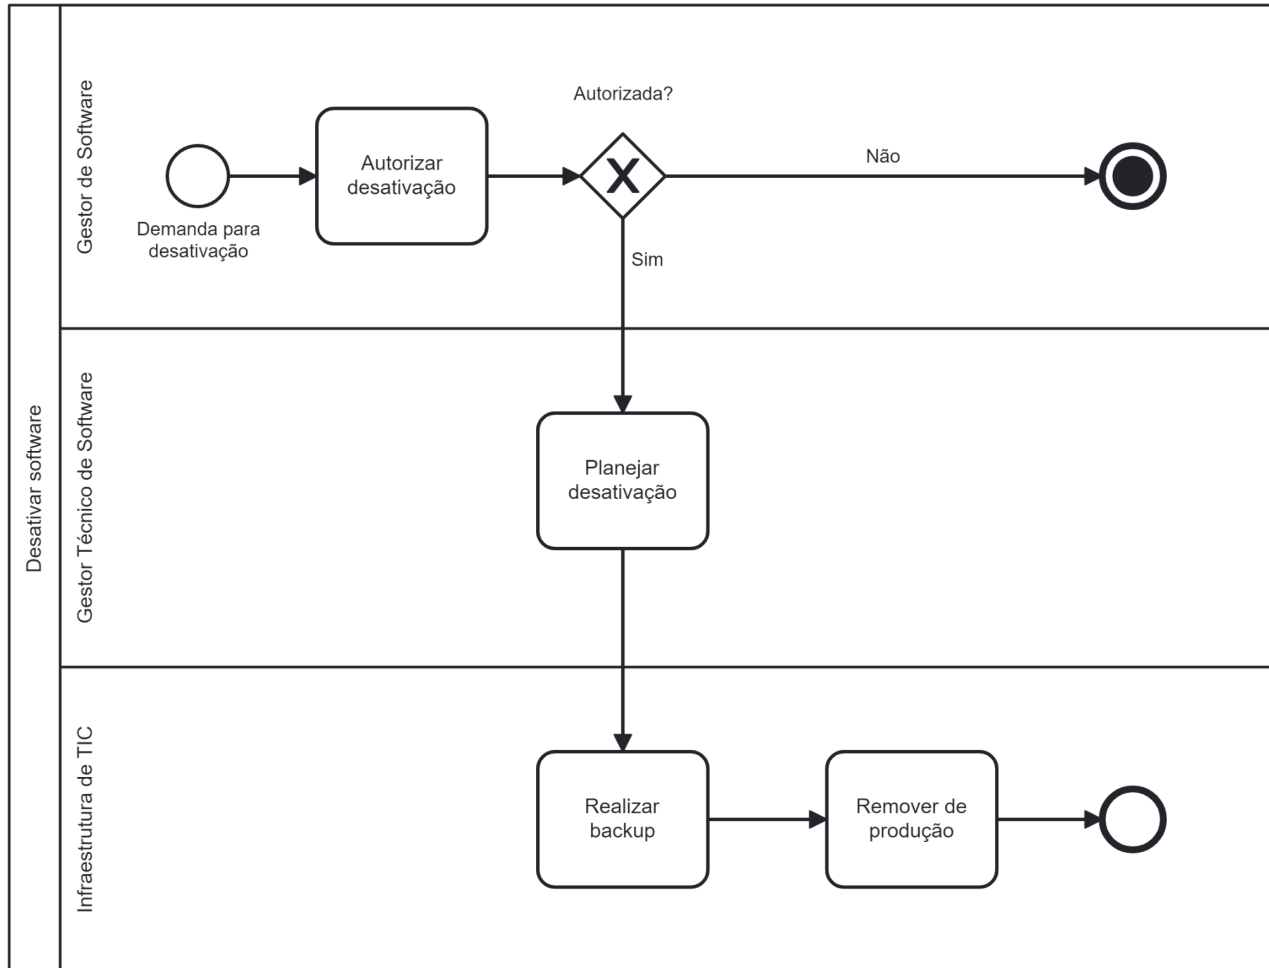 Desativar software
Gestor de Software
Demanda para
desativação
Autorizar
desativação
Autorizada?
X
Não
Sim
Gestor Técnico de Software
Planejar
desativação
Infraestrutura de TIC
Realizar
backup
Remover de
produção